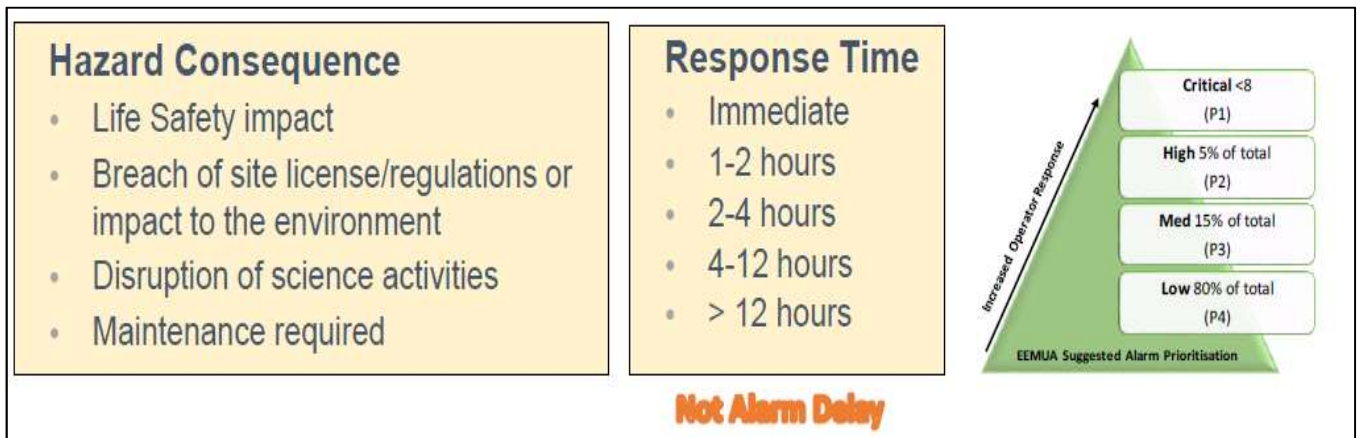 Hazard Consequence
• Life Safety impact
• Breach of site license/regulations or
impact to the environment
• Disruption of science activities
• Maintenance required
Response Time
• Immediate
• 1-2 hours
• 2-4 hours
• 4-12 hours
• > 12 hours
Not Alarm Delay
Increased Operator Response
Critical <8
(P1)
High 5% of total
(P2)
Med 15% of total
(P3)
Low 80% of total
(P4)
EEMUA Suggested Alarm Prioritisation